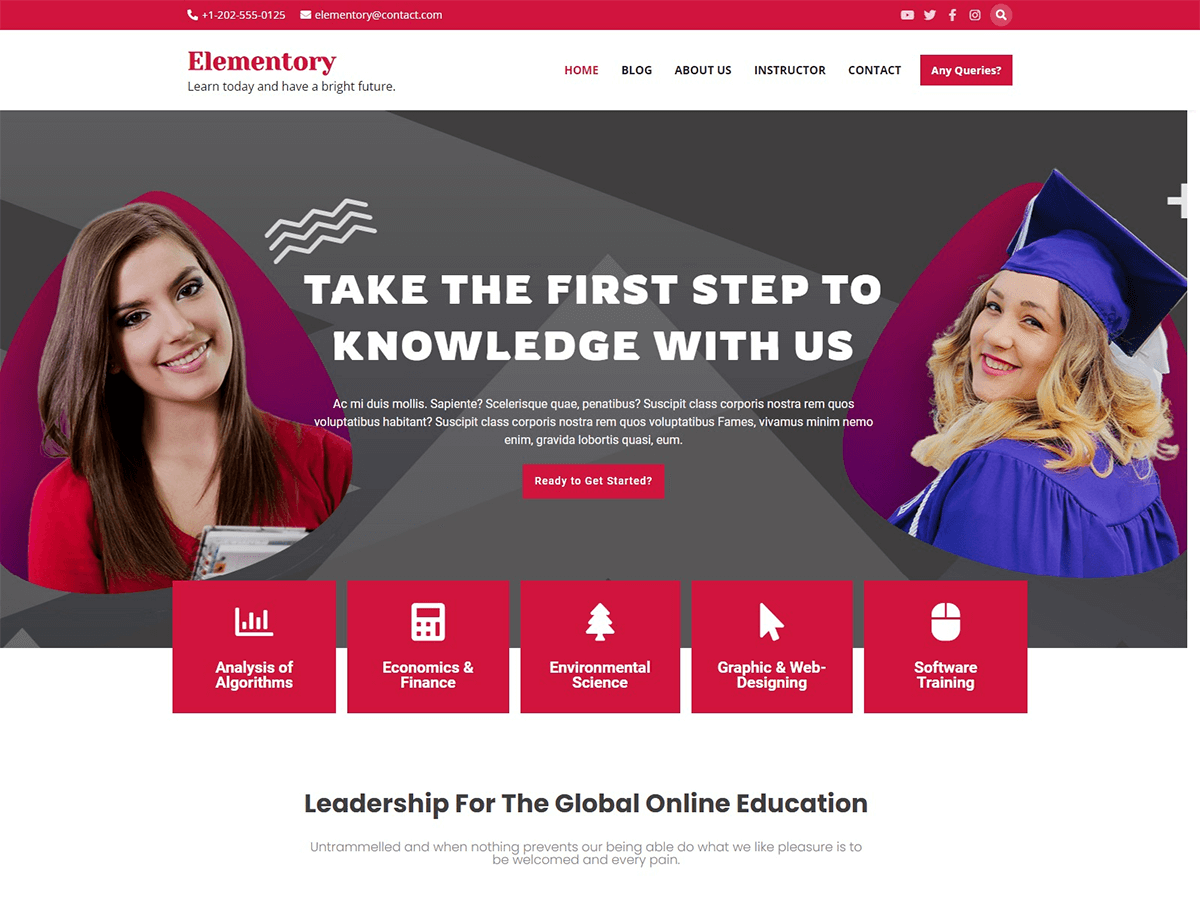 +1-202-555-0125 elementory@contact.com
Elementory
Learn today and have a bright future.
HOME BLOG ABOUT US INSTRUCTOR CONTACT Any Queries?
TAKE THE FIRST STEP TO
KNOWLEDGE WITH US
Ac mi duis mollis. Sapiente? Scelerisque quae, penatibus? Suscipit class corporis nostra rem quos
voluptatibus habitant? Suscipit class corporis nostra rem quos voluptatibus Fames, vivamus minim nemo
enim, gravida lobortis quasi, eum.
Ready to Get Started?
Analysis of
Algorithms
Economics &
Finance
Environmental
Science
Graphic & Web-
Designing
Software
Training
Leadership For The Global Online Education
Untrammelled and when nothing prevents our being able do what we like pleasure is to
be welcomed and every pain.